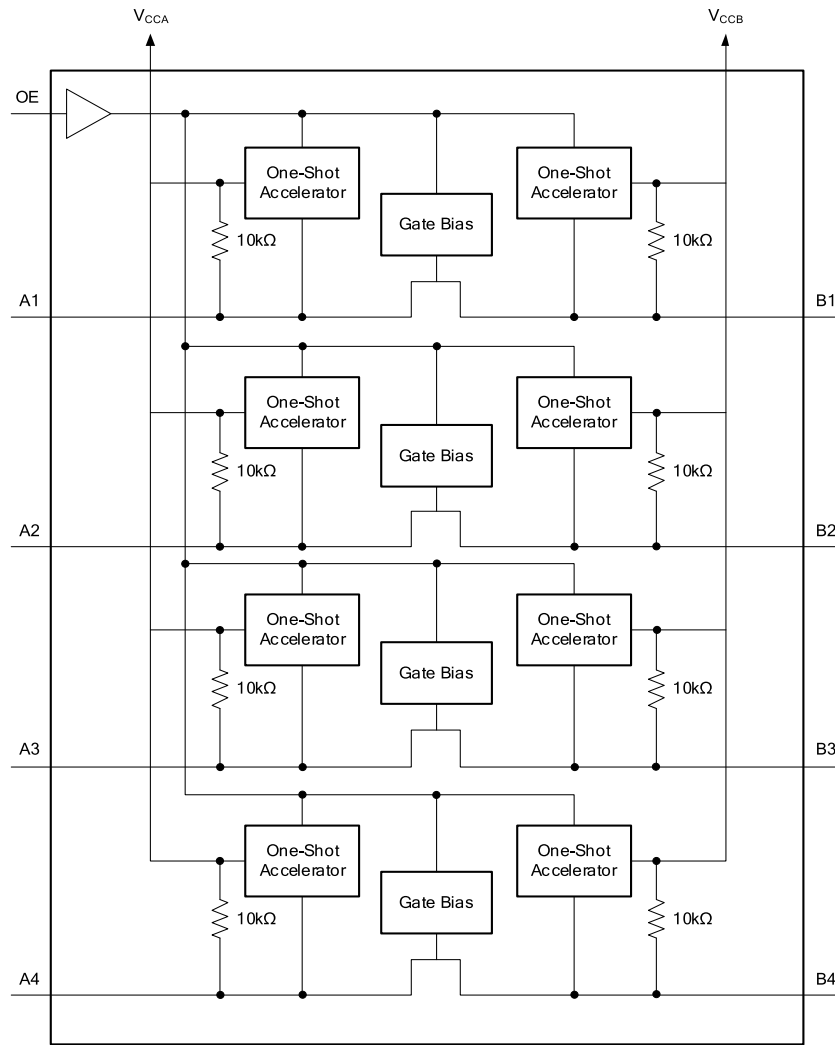 VCCA
VCCB
OE
One-Shot
Accelerator
One-Shot
Accelerator
Gate Bias
10kΩ
10kΩ
A1
B1
One-Shot
Accelerator
One-Shot
Accelerator
Gate Bias
10kΩ
10kΩ
A2
B2
One-Shot
Accelerator
One-Shot
Accelerator
Gate Bias
10kΩ
10kΩ
A3
B3
One-Shot
Accelerator
One-Shot
Accelerator
Gate Bias
10kΩ
10kΩ
A4
B4